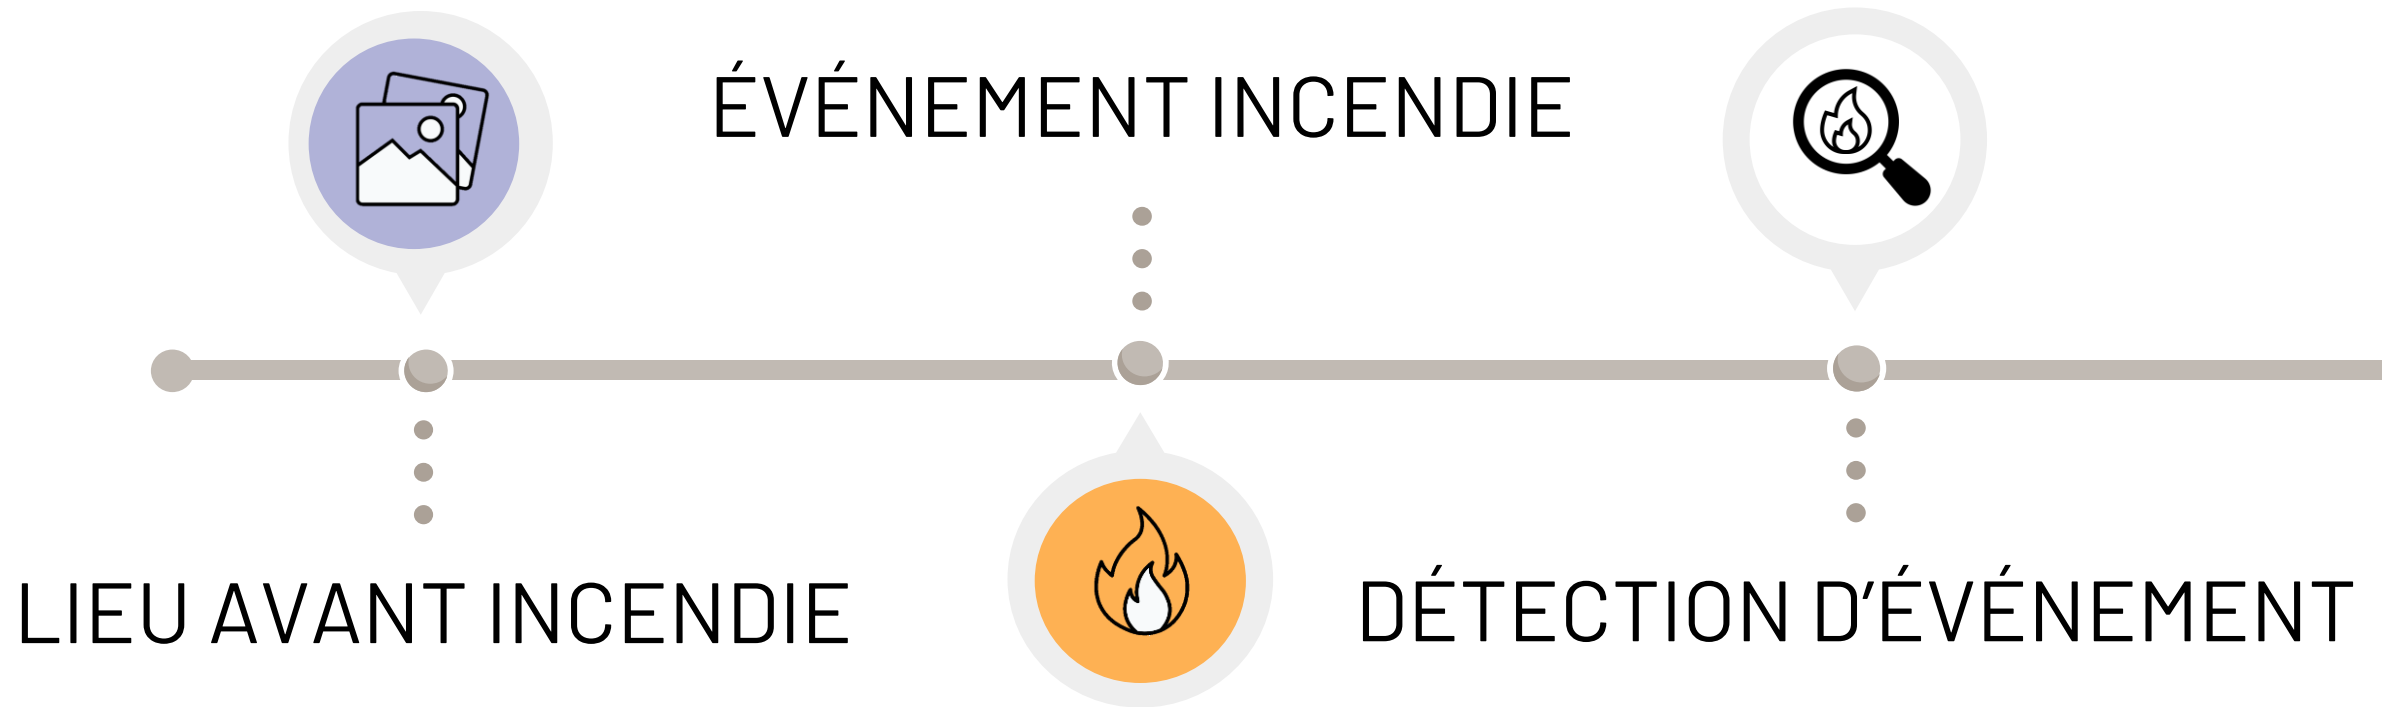 ÉVÉNEMENT INCENDIE
LIEU AVANT INCENDIE
DÉTECTION D'ÉVÉNEMENT